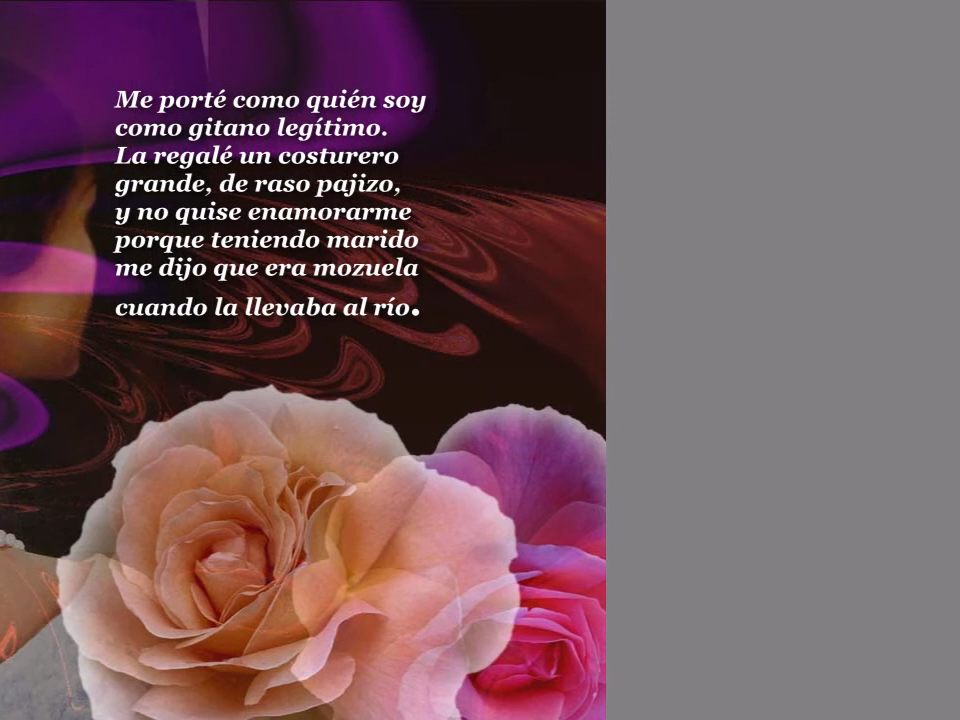 Me porté como quién soy
como gitano legítimo.
La regalé un costurero
grande, de raso pajizo,
y no quise enamorarme
porque teniendo marido
me dijo que era mozuela
cuando la llevaba al río.